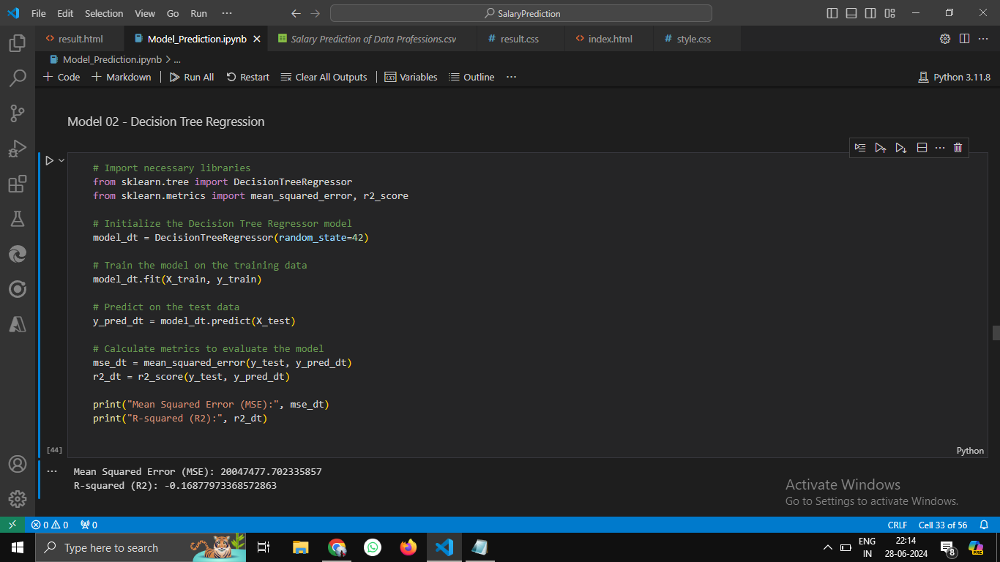 File Edit Selection View Go Run ··· SalaryPrediction
result.html Model_Prediction.ipynb Salary Prediction of Data Professions.csv # result.css index.html # style.css
Model_Prediction.ipynb > ...
+ Code + Markdown Run All Restart Clear All Outputs Variables Outline ··· Python 3.11.8
Model 02 - Decision Tree Regression
# Import necessary libraries
from sklearn.tree import DecisionTreeRegressor
from sklearn.metrics import mean_squared_error, r2_score
# Initialize the Decision Tree Regressor model
model_dt = DecisionTreeRegressor(random_state=42)
# Train the model on the training data
model_dt.fit(X_train, y_train)
# Predict on the test data
y_pred_dt = model_dt.predict(X_test)
# Calculate metrics to evaluate the model
mse_dt = mean_squared_error(y_test, y_pred_dt)
r2_dt = r2_score(y_test, y_pred_dt)
print("Mean Squared Error (MSE):", mse_dt)
print("R-squared (R2):", r2_dt)
[44] Python
Mean Squared Error (MSE): 20047477.702335857
R-squared (R2): -0.16877973368572863
Activate Windows
Go to Settings to activate Windows.
0 0 0 CRLF Cell 33 of 56
Type here to search
ENG
IN
22:14
28-06-2024
8
PRE